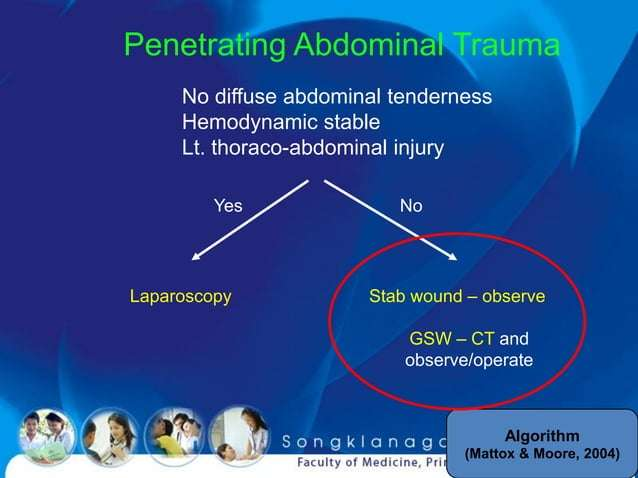 Penetrating Abdominal Trauma
No diffuse abdominal tenderness
Hemodynamic stable
Lt. thoraco-abdominal injury
Yes
No
Laparoscopy
Stab wound – observe
GSW – CT and
observe/operate
Algorithm
(Mattox & Moore, 2004)
Faculty of Medicine,